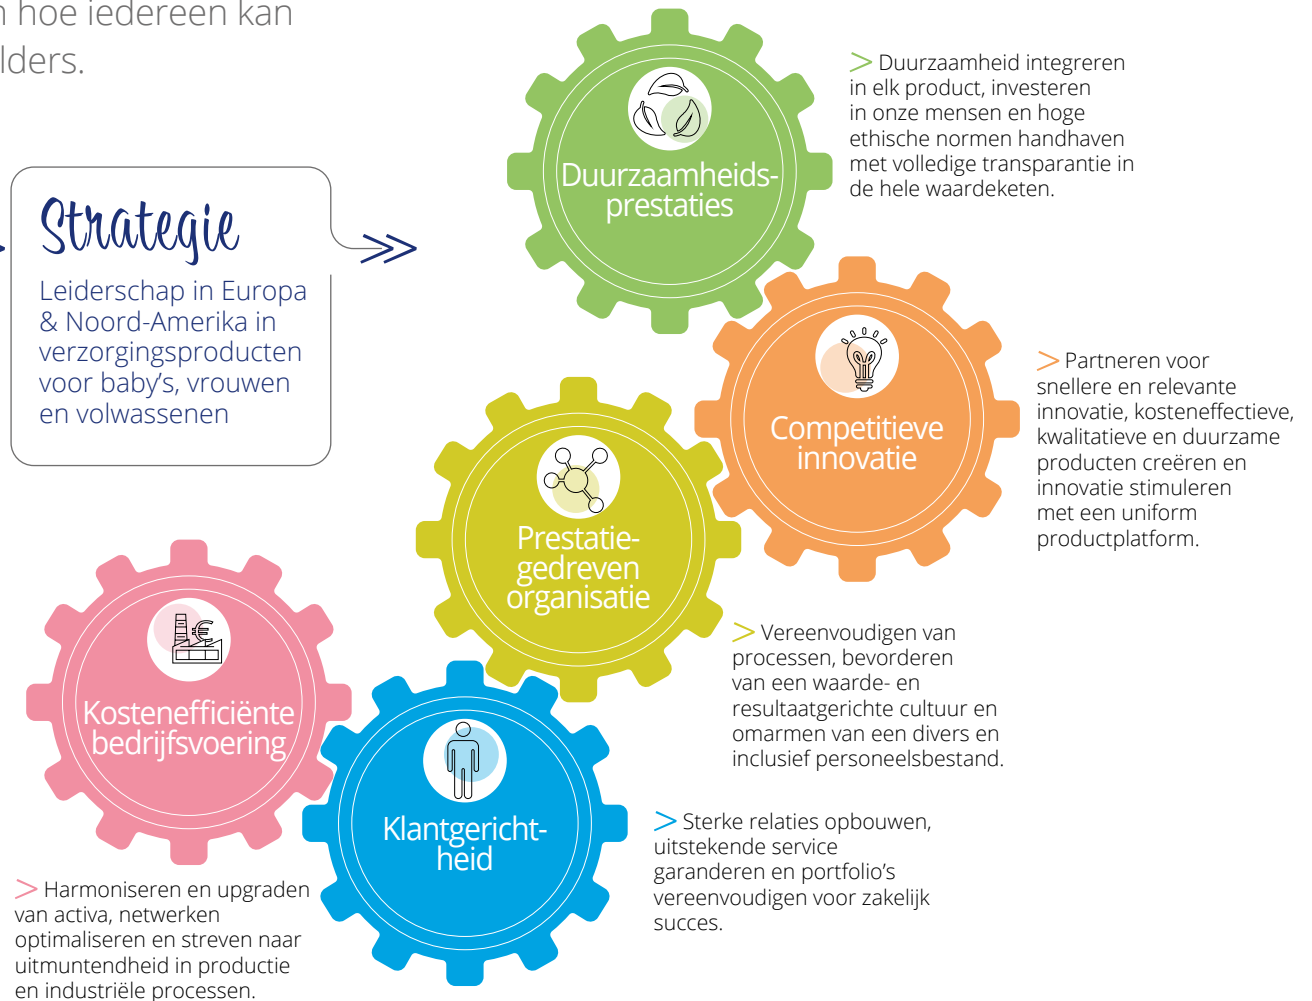 hoe iedereen kan
Strategie
Leiderschap in Europa
& Noord-Amerika in
verzorgingsproducten
voor baby's, vrouwen
en volwassenen
Duurzaamheids-
prestaties
> Duurzaamheid integreren
in elk product, investeren
in onze mensen en hoge
ethische normen handhaven
met volledige transparantie in
de hele waardeketen.
Competitieve
innovatie
> Partneren voor
snellere en relevante
innovatie, kosteneffectieve,
kwalitatieve en duurzame
producten creëren en
innovatie stimuleren
met een uniform
productplatform.
Prestatie-
gedreven
organisatie
> Vereenvoudigen van
processen, bevorderen
van een waarde- en
resultaatgerichte cultuur en
omarmen van een divers en
inclusief personeelsbestand.
€
Kostenefficiënte
bedrijfsvoering
> Harmoniseren en upgraden
van activa, netwerken
optimaliseren en streven naar
uitmuntendheid in productie
en industriële processen.
Klantgericht-
heid
> Sterke relaties opbouwen,
uitstekende service
garanderen en portfolio's
vereenvoudigen voor zakelijk
succes.